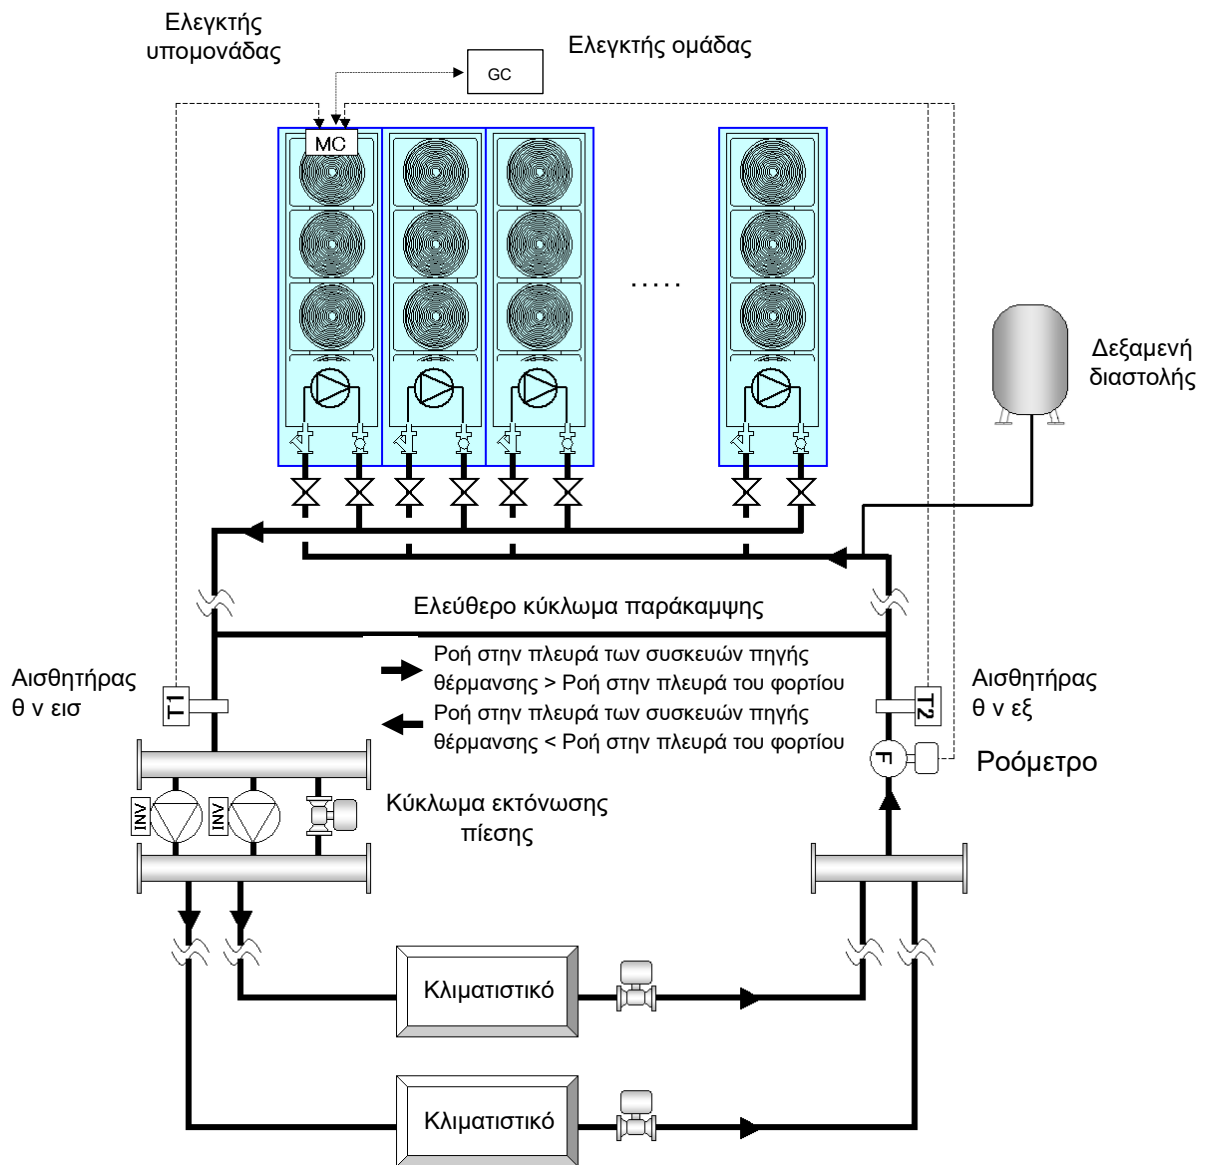 Ελεγκτής
υπομονάδας
Ελεγκτής ομάδας
GC
MC
.....
Δεξαμενή
διαστολής
Ελεύθερο κύκλωμα παράκαμψης
Ροή στην πλευρά των συσκευών πηγής
θέρμανσης > Ροή στην πλευρά του φορτίου
Ροή στην πλευρά των συσκευών πηγής
θέρμανσης < Ροή στην πλευρά του φορτίου
Αισθητήρας
θ ν εισ
T1
Αισθητήρας
θ ν εξ
T2
F
Ροόμετρο
INV
INV
Κύκλωμα εκτόνωσης
πίεσης
Κλιματιστικό
Κλιματιστικό